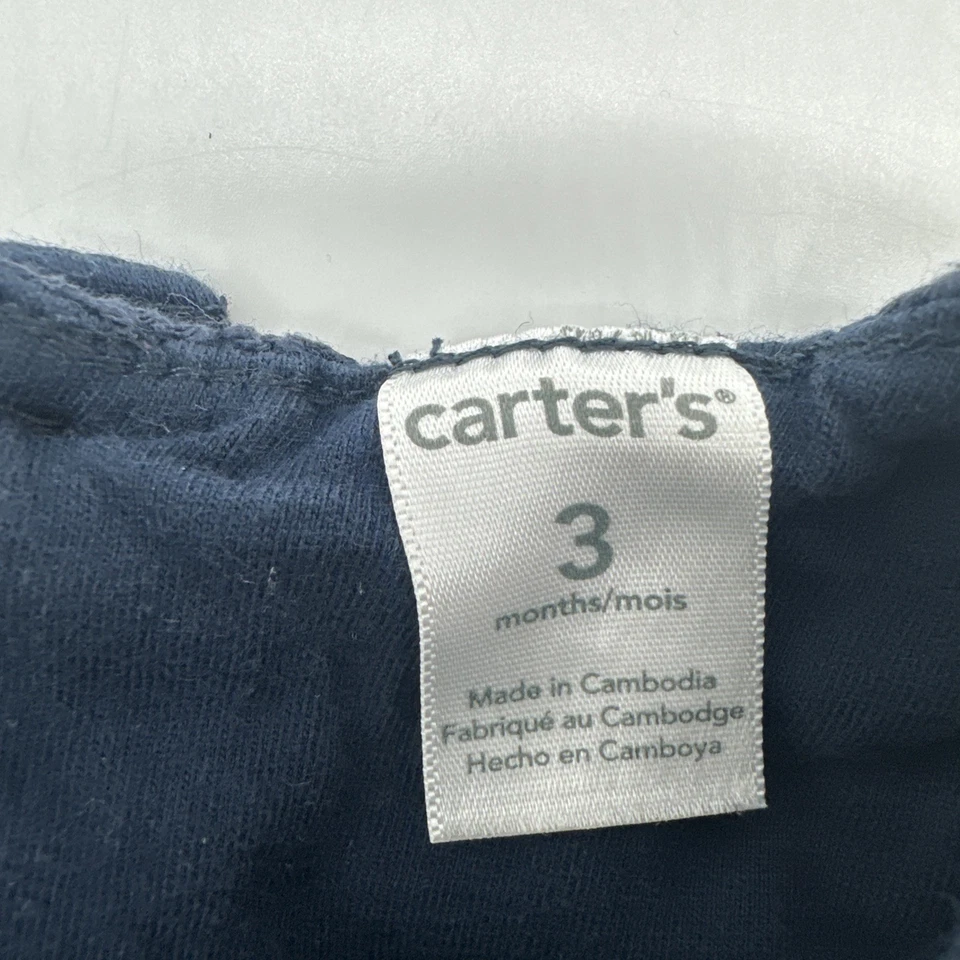 carter's®
3
months/mois
Made in Cambodia
Fabriqué au Cambodge
Hecho en Camboya